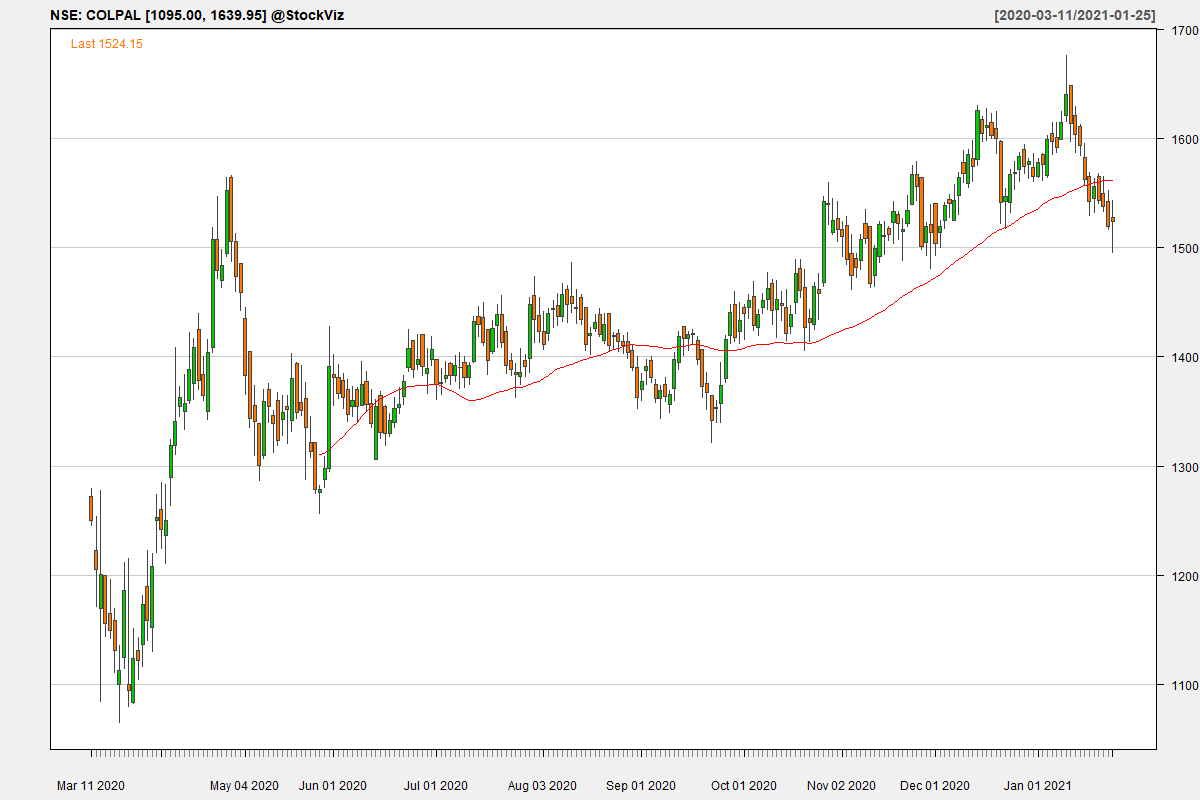 NSE: COLPAL [1095.00, 1639.95] @StockViz
[2020-03-11/2021-01-25]
Last 1524.15
1700
1600
1500
1400
1300
1200
1100
Mar 11 2020
May 04 2020
Jun 01 2020
Jul 01 2020
Aug 03 2020
Sep 01 2020
Oct 01 2020
Nov 02 2020
Dec 01 2020
Jan 01 2021